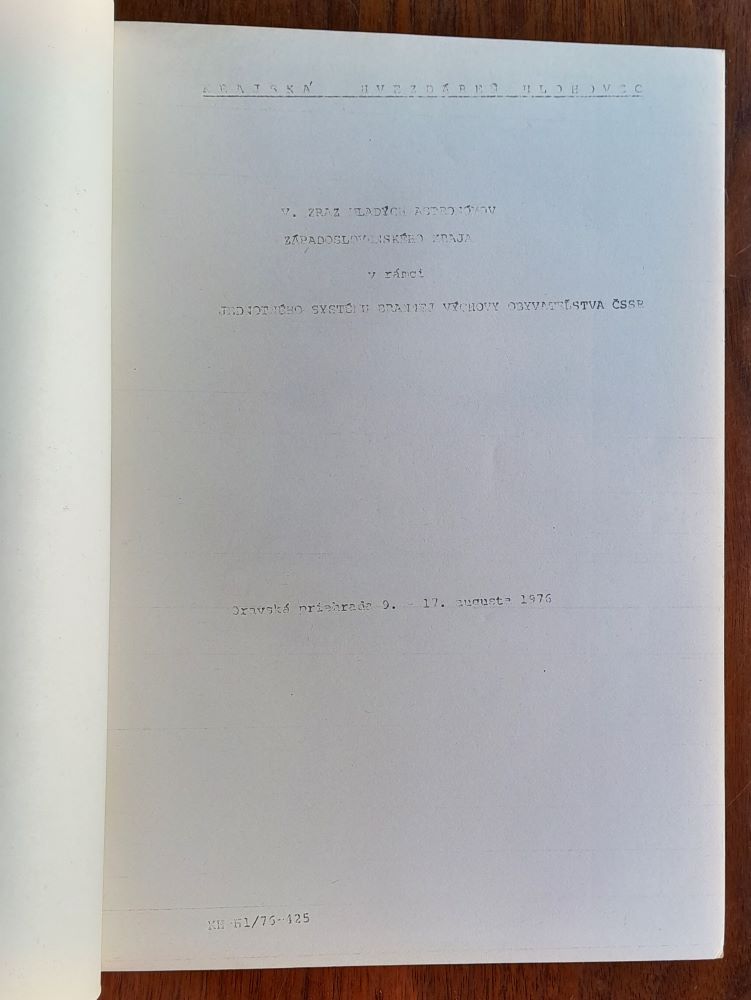 KRAJSKÁ HVEZDÁREŇ HLOHOVEC
V. ZRAZ MLADÝCH ASTRONÓMOV
ZÁPADOSLOVENSKÉHO KRAJA
v rámci
JEDNOTNÉHO SYSTÉMU BRANNEJ VÝCHOVY OBYVATEĽSTVA ČSSR
Oravská priehrada 9. - 17. augusta 1976
KH-H1/76-425